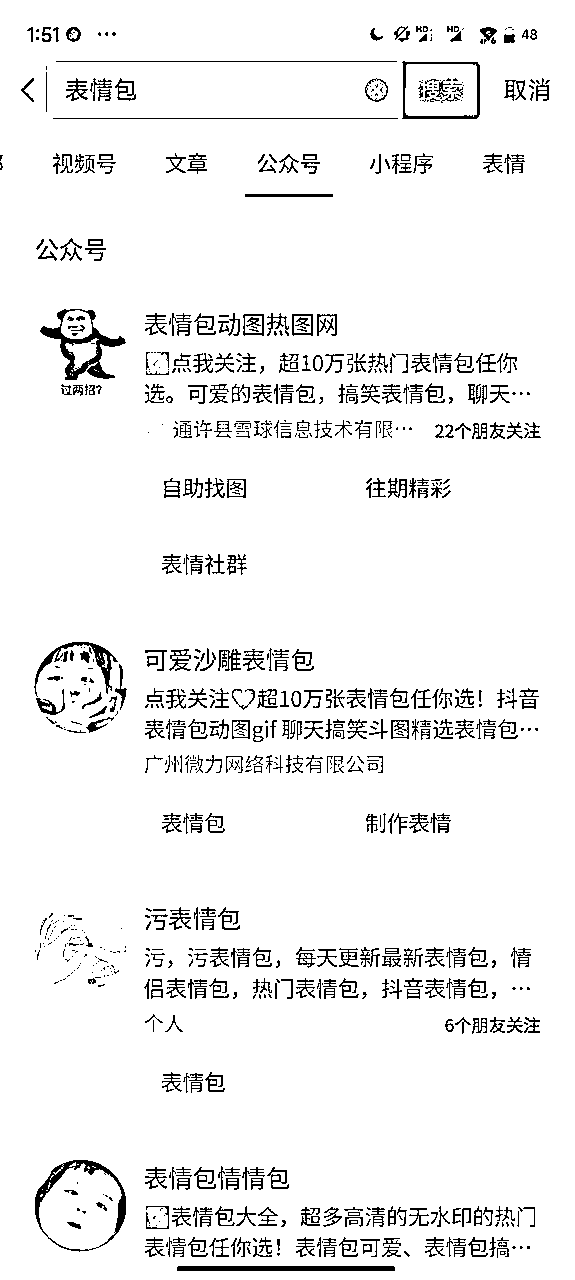 1:51 ···
HD HD 48
表情包
搜索 取消
视频号 文章 公众号 小程序 表情
公众号
表情包动图热图网
点我关注，超10万张热门表情包任你
选。可爱的表情包，搞笑表情包，聊天…
通许县雪球信息技术有限… 22个朋友关注
过两招?
自助找图 往期精彩
表情社群
可爱沙雕表情包
点我关注♡超10万张表情包任你选！抖音
表情包动图gif 聊天搞笑斗图精选表情包…
广州微力网络科技有限公司
表情包 制作表情
污表情包
污，污表情包，每天更新最新表情包，情
侣表情包，热门表情包，抖音表情包，…
个人 6个朋友关注
表情包
表情包情情包
表情包大全，超多高清的无水印的热门
表情包任你选！表情包可爱、表情包搞…